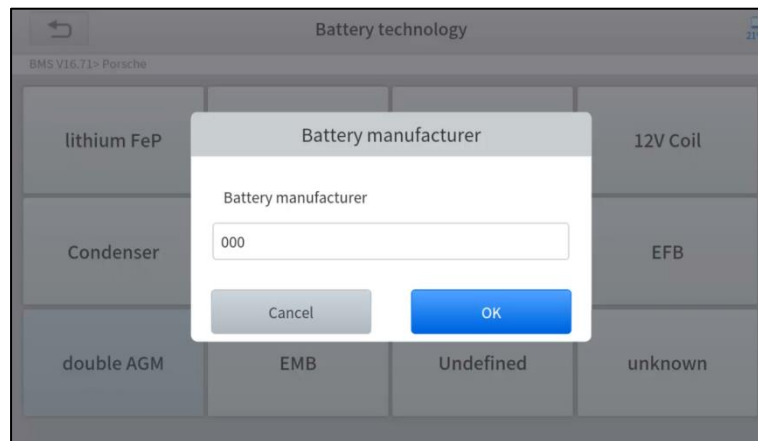 Battery technology
21
BMS V16.71> Porsche
lithium FeP
12V Coil
Battery manufacturer
Battery manufacturer
000
Condenser
EFB
Cancel
OK
double AGM
EMB
Undefined
unknown